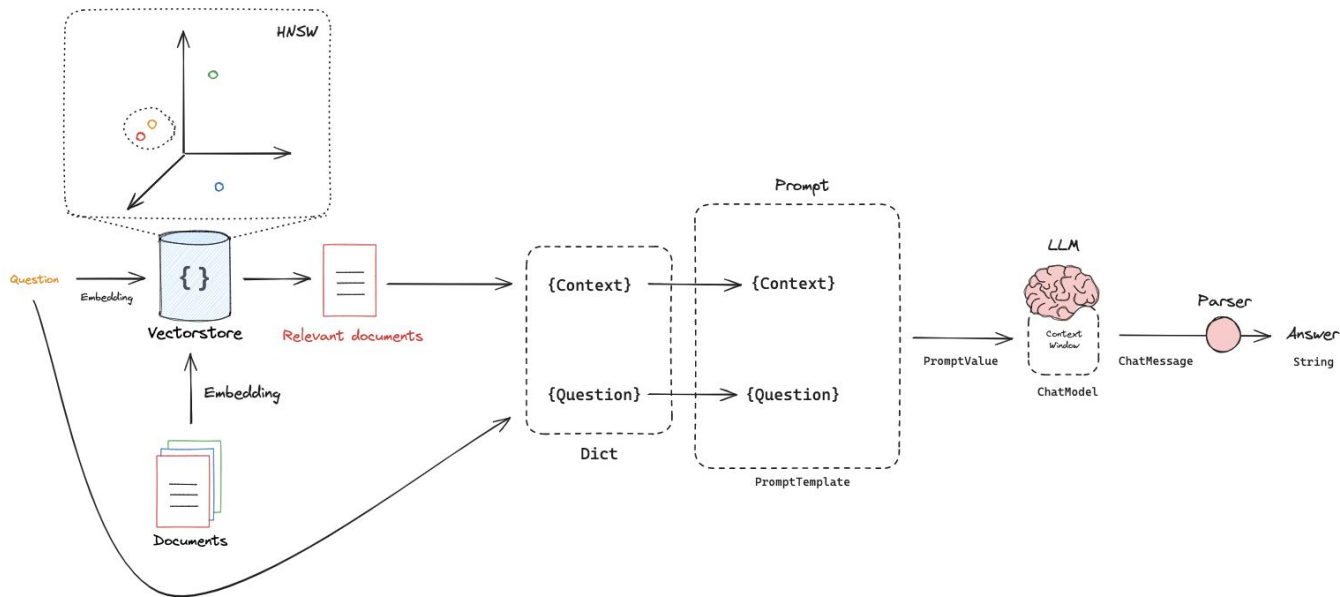 HNSW
Question
Embedding
{ }
Vectorstore
Relevant documents
Embedding
Documents
{Context}
{Question}
Dict
Prompt
{Context}
{Question}
PromptTemplate
PromptValue
LLM
Context
Window
ChatModel
ChatMessage
Parser
Answer
String